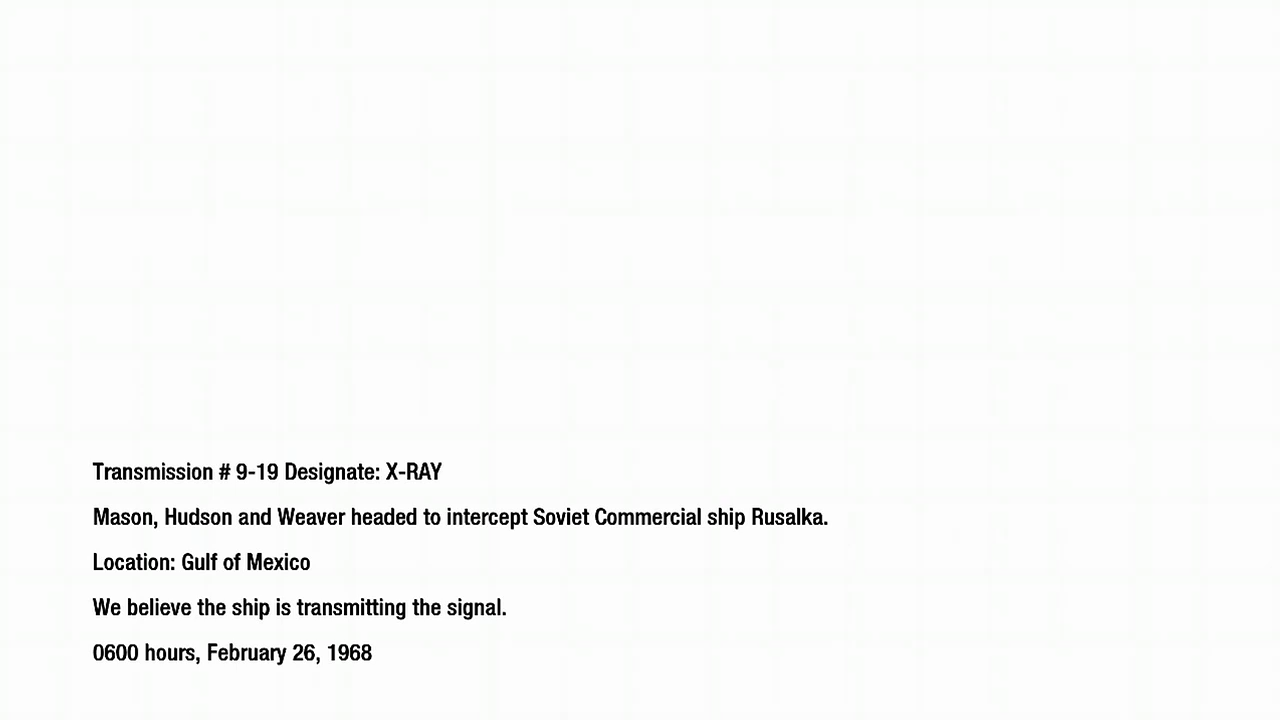 Transmission # 9-19 Designate: X-RAY
Mason, Hudson and Weaver headed to intercept Soviet Commercial ship Rusalka.
Location: Gulf of Mexico
We believe the ship is transmitting the signal.
0600 hours, February 26, 1968